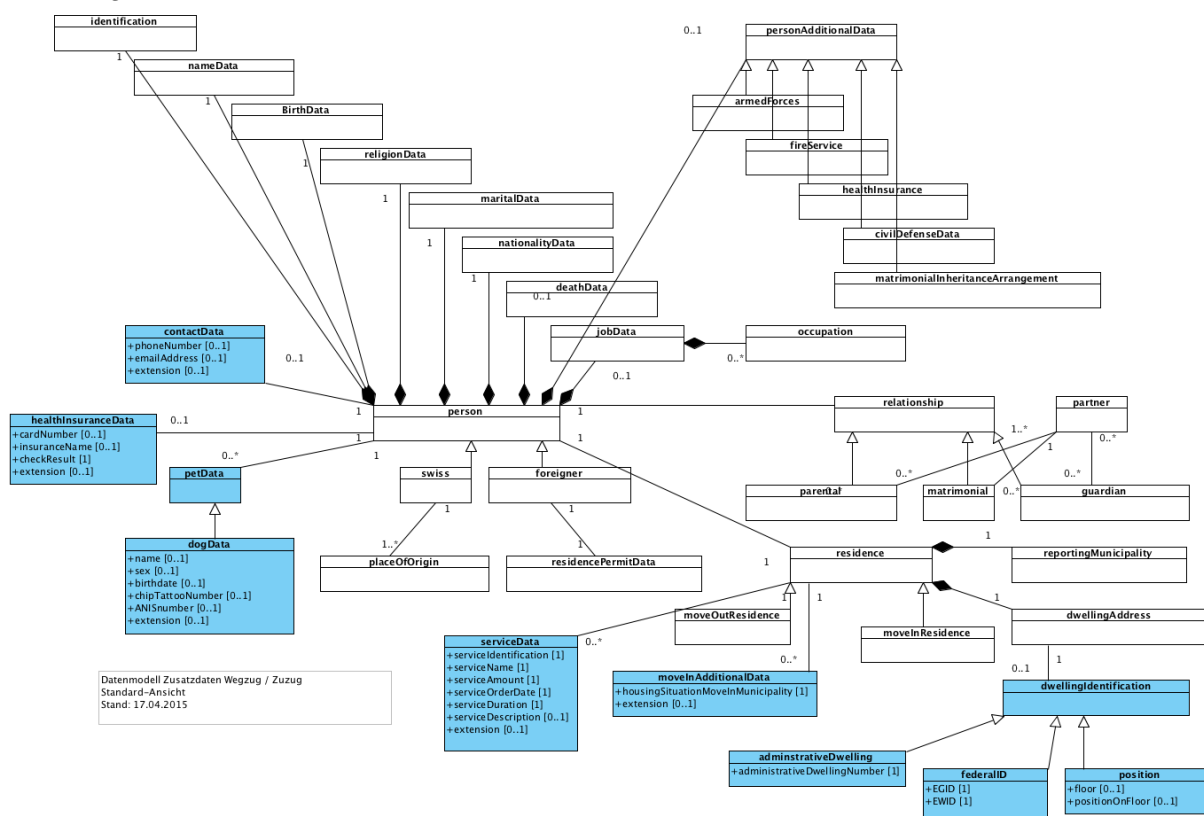 identification
1
nameData
1
BirthData
1
religionData
1
maritalData
1
nationalityData
1
deathData
0..1
personAdditionalData
0..1
armedForces
fireService
healthInsurance
civilDefenseData
matrimonialInheritanceArrangement
contactData
+phoneNumber [0..1]
+emailAddress [0..1]
+extension [0..1]
0..1
1
jobData
0..1
occupation
0..*
healthInsuranceData
+cardNumber [0..1]
+insuranceName [0..1]
+checkResult [1]
+extension [0..1]
0..1
1
person
1
1
relationship
partner
1..*
0..*
1
petData
0..*
1
swiss
1
foreigner
1
parental
0..*
0..*
matrimonial
0..*
guardian
dogData
+name [0..1]
+sex [0..1]
+birthdate [0..1]
+chipTattooNumber [0..1]
+ANISnumber [0..1]
+extension [0..1]
1..*
placeOfOrigin
1
residencePermitData
1
residence
1
reportingMunicipality
moveOutResidence
1
1
moveInResidence
1
dwellingAddress
1
0..1
serviceData
+serviceIdentification [1]
+serviceName [1]
+serviceAmount [1]
+serviceOrderDate [1]
+serviceDuration [1]
+serviceDescription [0..1]
+extension [0..1]
0..*
moveInAdditionalData
+housingSituationMoveInMunicipality [1]
+extension [0..1]
0..*
dwellingIdentification
Datenmodell Zusatzdaten Wegzug / Zuzug
Standard-Ansicht
Stand: 17.04.2015
adminstrativeDwelling
+administrativeDwellingNumber [1]
federalID
+EGID [1]
+EWID [1]
position
+floor [0..1]
+positionOnFloor [0..1]